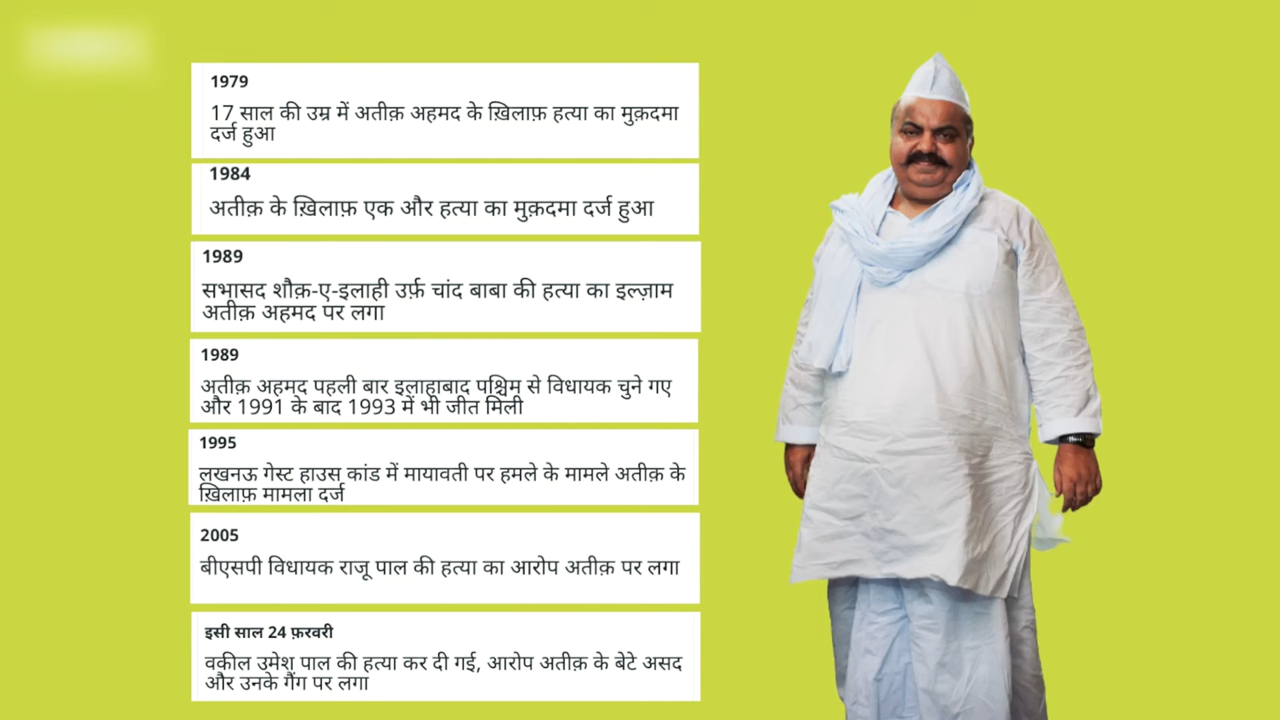 1979
17 साल की उम्र में अतीक़ अहमद के ख़िलाफ़ हत्या का मुक़दमा
दर्ज हुआ
1984
अतीक़ के ख़िलाफ़ एक और हत्या का मुक़दमा दर्ज हुआ
1989
सभासद शौक़-ए-इलाही उर्फ़ चांद बाबा की हत्या का इल्ज़ाम
अतीक़ अहमद पर लगा
1989
अतीक़ अहमद पहली बार इलाहाबाद पश्चिम से विधायक चुने गए
और 1991 के बाद 1993 में भी जीत मिली
1995
लखनऊ गेस्ट हाउस कांड में मायावती पर हमले के मामले अतीक़ के
ख़िलाफ़ मामला दर्ज
2005
बीएसपी विधायक राजू पाल की हत्या का आरोप अतीक़ पर लगा
इसी साल 24 फ़रवरी
वकील उमेश पाल की हत्या कर दी गई, आरोप अतीक़ के बेटे असद
और उनके गैंग पर लगा